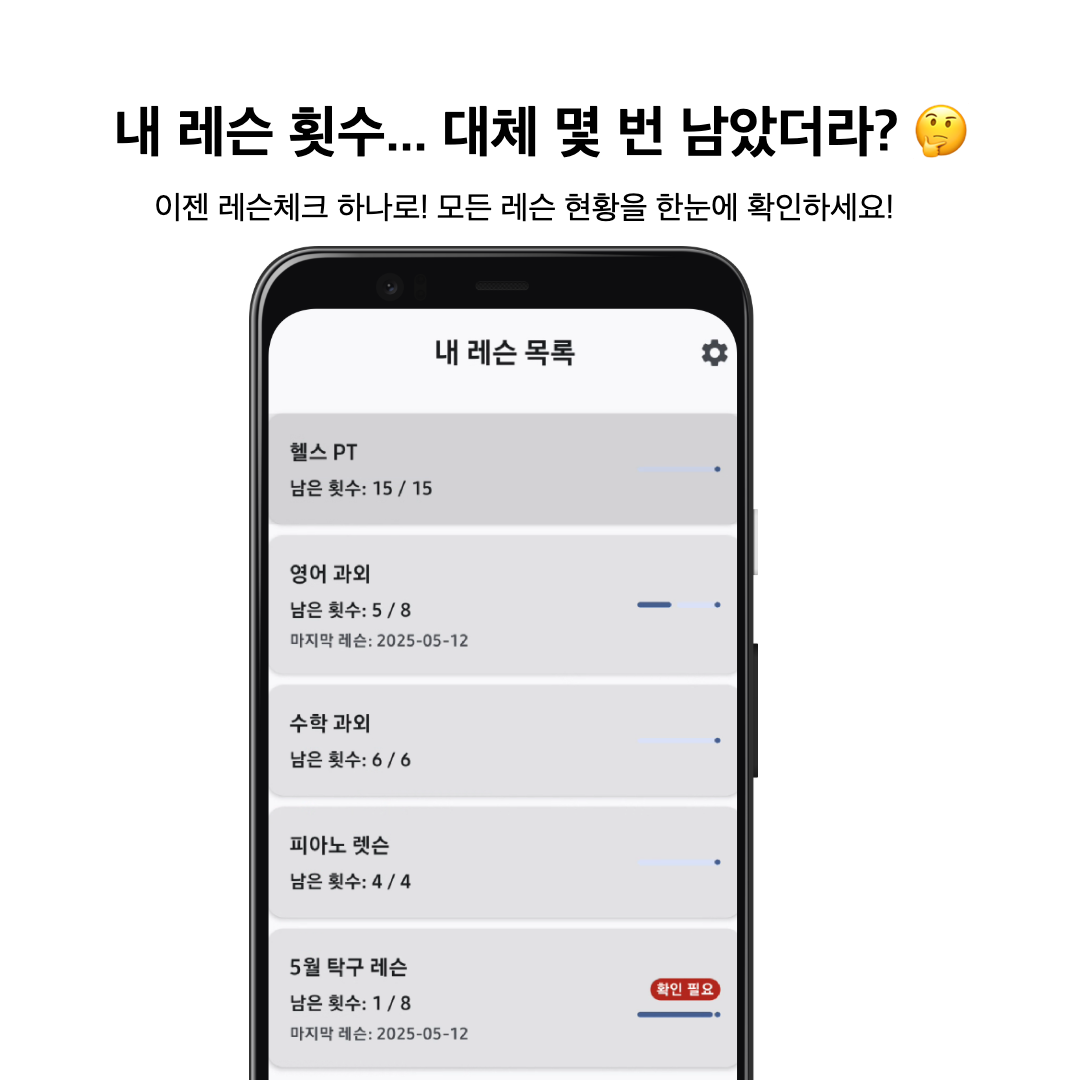 내 레슨 횟수... 대체 몇 번 남았더라? 🤔
이젠 레슨체크 하나로! 모든 레슨 현황을 한눈에 확인하세요!
내 레슨 목록
헬스 PT
남은 횟수: 15 / 15
영어 과외
남은 횟수: 5 / 8
마지막 레슨: 2025-05-12
수학 과외
남은 횟수: 6 / 6
피아노 렛슨
남은 횟수: 4 / 4
5월 탁구 레슨
확인 필요
남은 횟수: 1 / 8
마지막 레슨: 2025-05-12